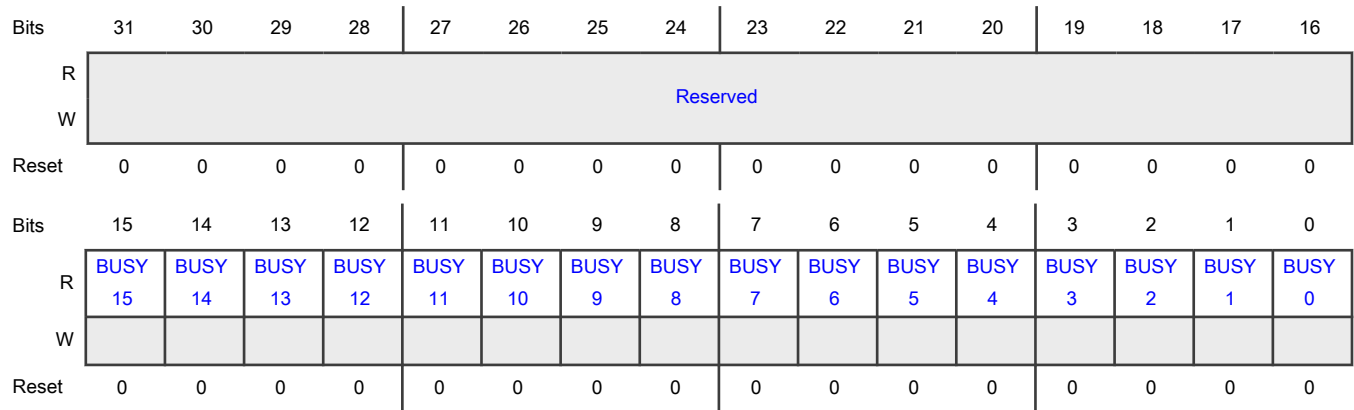 Bits 31 30 29 28 27 26 25 24 23 22 21 20 19 18 17 16
R
Reserved
W
Reset 0 0 0 0 0 0 0 0 0 0 0 0 0 0 0 0
Bits 15 14 13 12 11 10 9 8 7 6 5 4 3 2 1 0
R BUSY BUSY BUSY BUSY BUSY BUSY BUSY BUSY BUSY BUSY BUSY BUSY BUSY BUSY BUSY BUSY
15 14 13 12 11 10 9 8 7 6 5 4 3 2 1 0
W
Reset 0 0 0 0 0 0 0 0 0 0 0 0 0 0 0 0